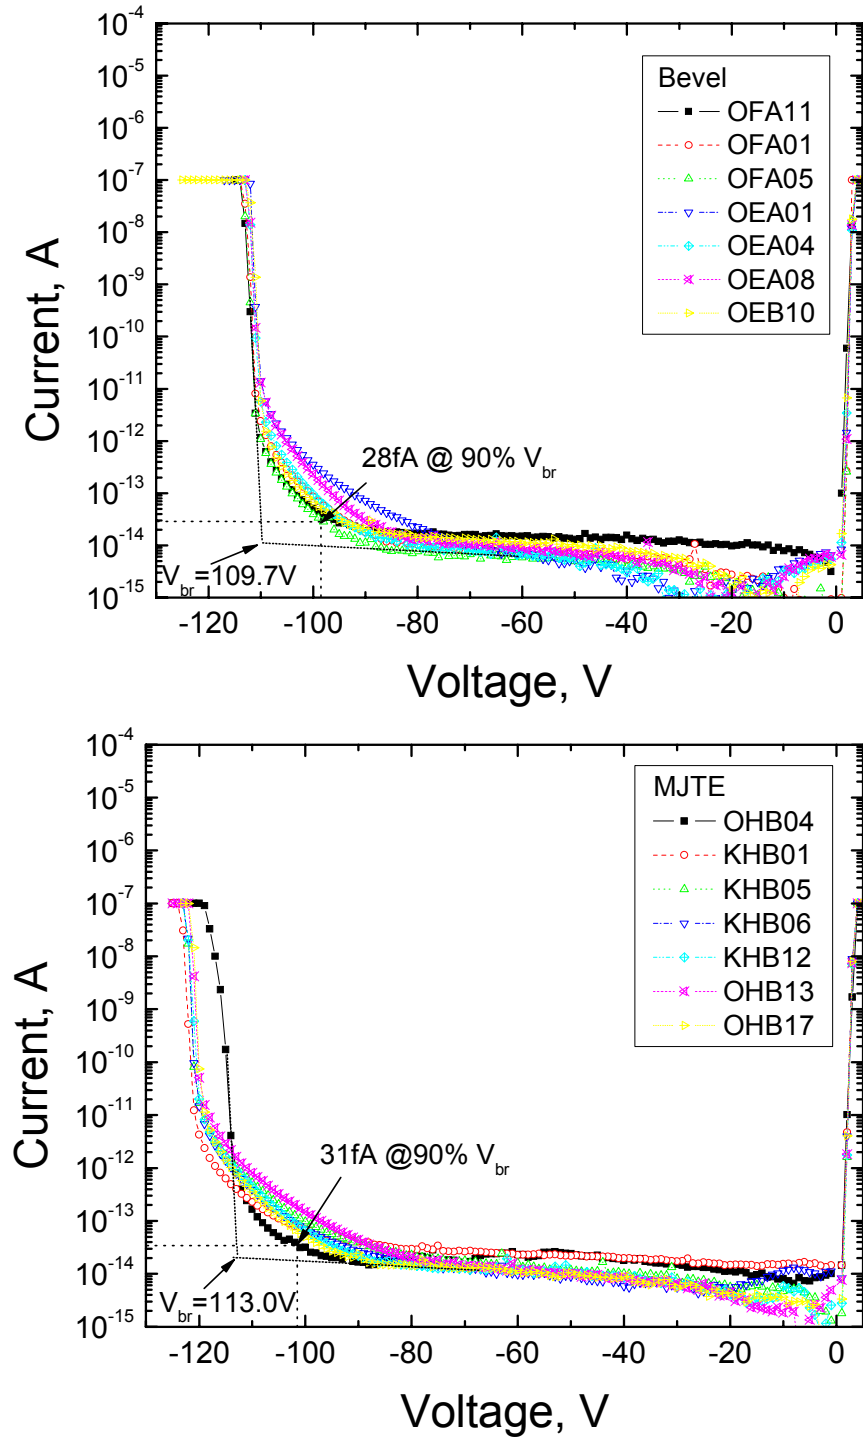 10^-4
10^-5
10^-6
10^-7
10^-8
10^-9
10^-10
10^-11
10^-12
10^-13
10^-14
10^-15
Current, A
Bevel
OFA11
OFA01
OFA05
OEA01
OEA04
OEA08
OEB10
28fA @ 90% V_br
V_br=109.7V
-120 -100 -80 -60 -40 -20 0
Voltage, V
10^-4
10^-5
10^-6
10^-7
10^-8
10^-9
10^-10
10^-11
10^-12
10^-13
10^-14
10^-15
Current, A
MJTE
OHB04
KHB01
KHB05
KHB06
KHB12
OHB13
OHB17
31fA @90% V_br
V_br=113.0V
-120 -100 -80 -60 -40 -20 0
Voltage, V